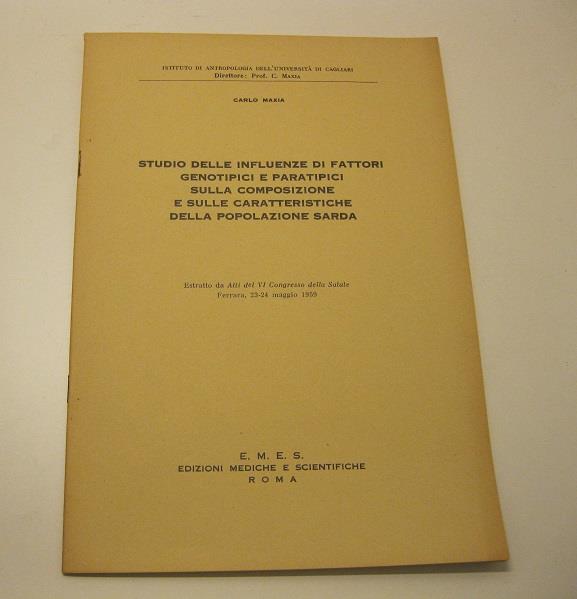 ISTITUTO DI ANTROPOLOGIA DELL'UNIVERSITÀ DI CAGLIARI
Direttore: Prof. C. MAXIA
CARLO MAXIA
STUDIO DELLE INFLUENZE DI FATTORI
GENOTIPICI E PARATIPICI
SULLA COMPOSIZIONE
E SULLE CARATTERISTICHE
DELLA POPOLAZIONE SARDA
Estratto da Atti del VI Congresso della Salute
Ferrara, 23-24 maggio 1959
E. M. E. S.
EDIZIONI MEDICHE E SCIENTIFICHE
ROMA